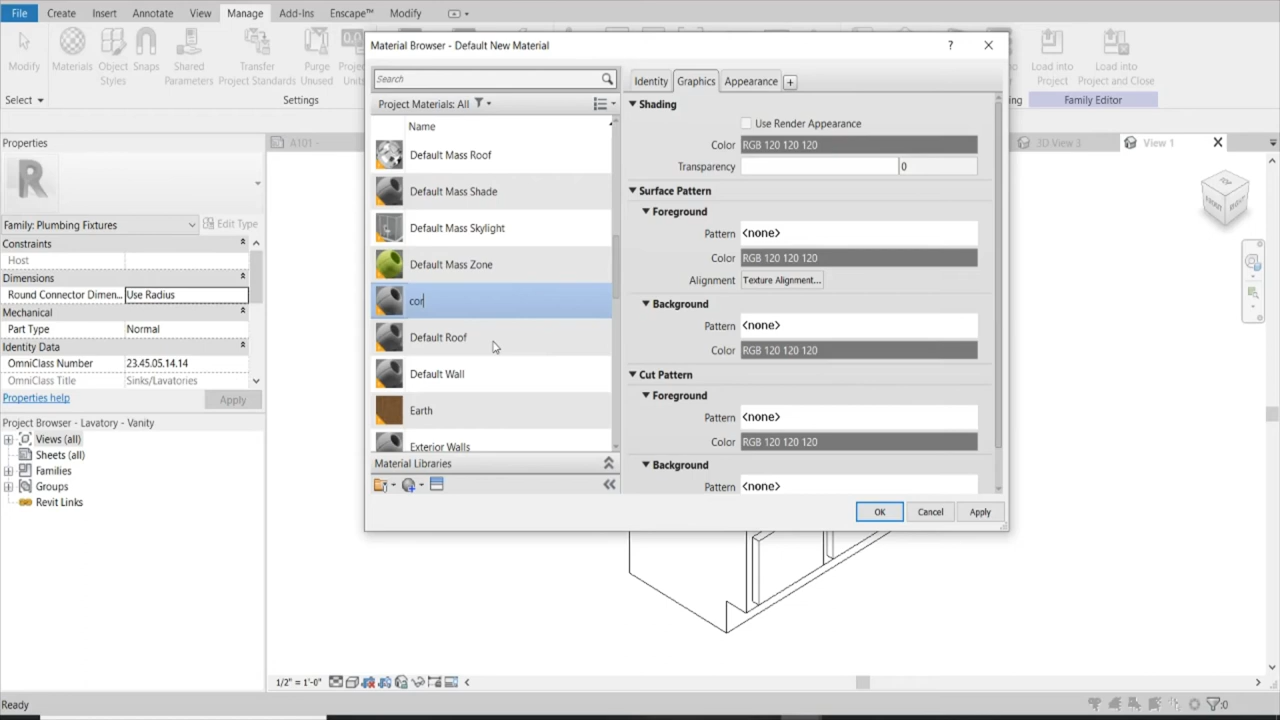 File Create Insert Annotate View Manage Add-Ins Enscape™ Modify
Material Browser - Default New Material
Modify Materials Object Styles Snaps Shared Parameters Transfer Project Standards Purge Unused Load into Project Load into Project and Close
Select Settings Family Editor
Search
Identity Graphics Appearance
Project Materials: All
Name
Default Mass Roof
Default Mass Shade
Default Mass Skylight
Default Mass Zone
cor
Default Roof
Default Wall
Earth
Exterior Walls
Material Libraries
Shading
Use Render Appearance
Color RGB 120 120 120
Transparency 0
Surface Pattern
Foreground
Pattern <none>
Color RGB 120 120 120
Alignment Texture Alignment...
Background
Pattern <none>
Color RGB 120 120 120
Cut Pattern
Foreground
Pattern <none>
Color RGB 120 120 120
Background
Pattern <none>
OK Cancel Apply
Properties A101 - 3D View 3 View 1
Family: Plumbing Fixtures Edit Type
Constraints
Host
Dimensions
Round Connector Dimen... Use Radius
Mechanical
Part Type Normal
Identity Data
OmniClass Number 23.45.05.14.14
OmniClass Title Sinks/Lavatories
Properties help Apply
Project Browser - Lavatory - Vanity
Views (all)
Sheets (all)
Families
Groups
Revit Links
TOP FRONT RIGHT
1/2" = 1'-0"
Ready :0